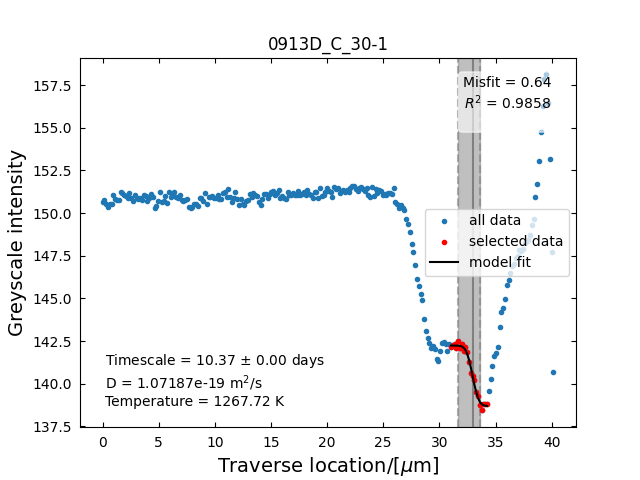 0913D_C_30-1
Misfit = 0.64
R² = 0.9858
all data
selected data
model fit
Timescale = 10.37 ± 0.00 days
D = 1.07187e-19 m²/s
Temperature = 1267.72 K
Greyscale intensity
157.5
155.0
152.5
150.0
147.5
145.0
142.5
140.0
137.5
0 5 10 15 20 25 30 35 40
Traverse location/[μm]